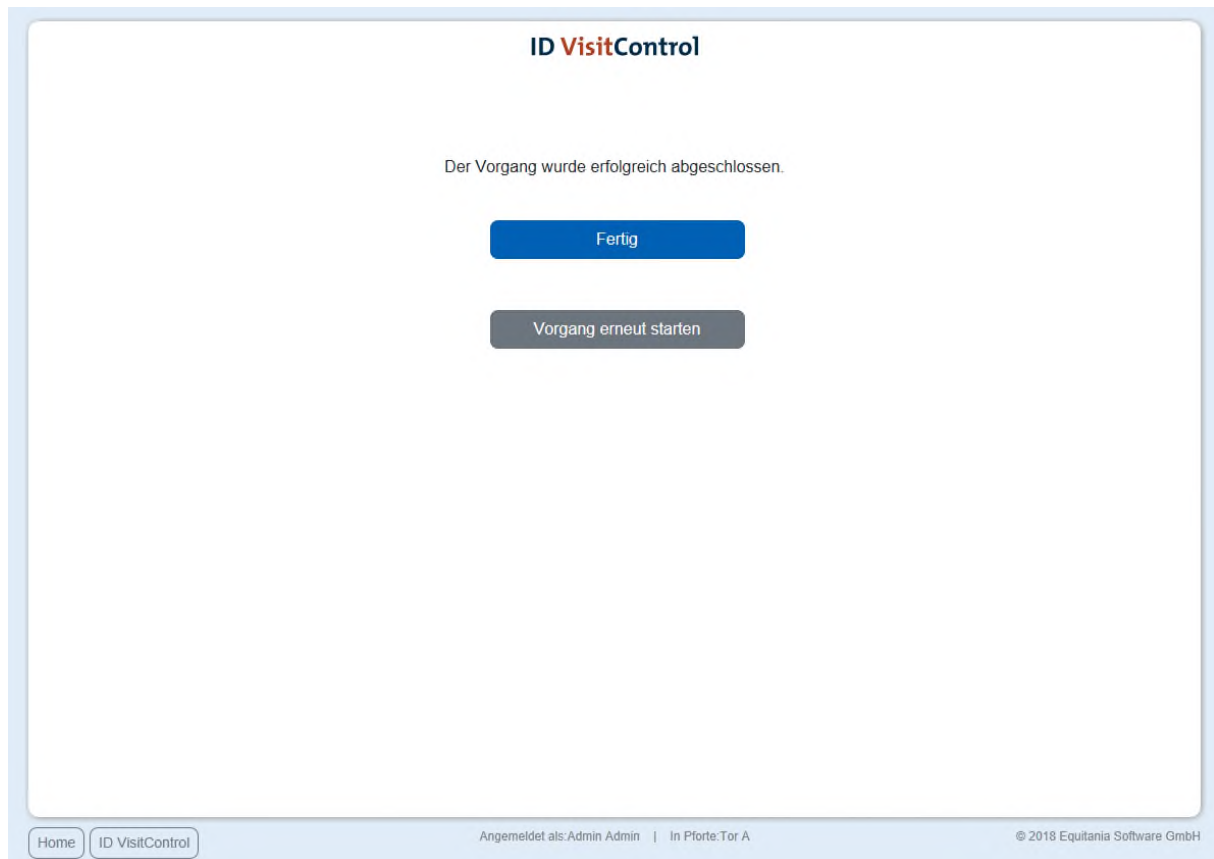 ID VisitControl
Der Vorgang wurde erfolgreich abgeschlossen.
Fertig
Vorgang erneut starten
Home ID VisitControl Angemeldet als:Admin Admin | In Pforte:Tor A © 2018 Equitania Software GmbH